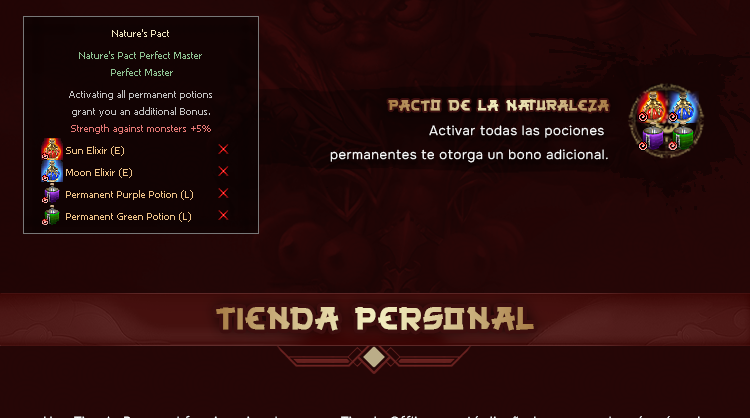 Nature's Pact
Nature's Pact Perfect Master
Perfect Master
Activating all permanent potions
grant you an additional Bonus.
Strength against monsters +5%
Sun Elixir (E)
Moon Elixir (E)
Permanent Purple Potion (L)
Permanent Green Potion (L)
PACTO DE LA NATURALEZA
Activar todas las pociones
permanentes te otorga un bono adicional.
TIENDA PERSONAL